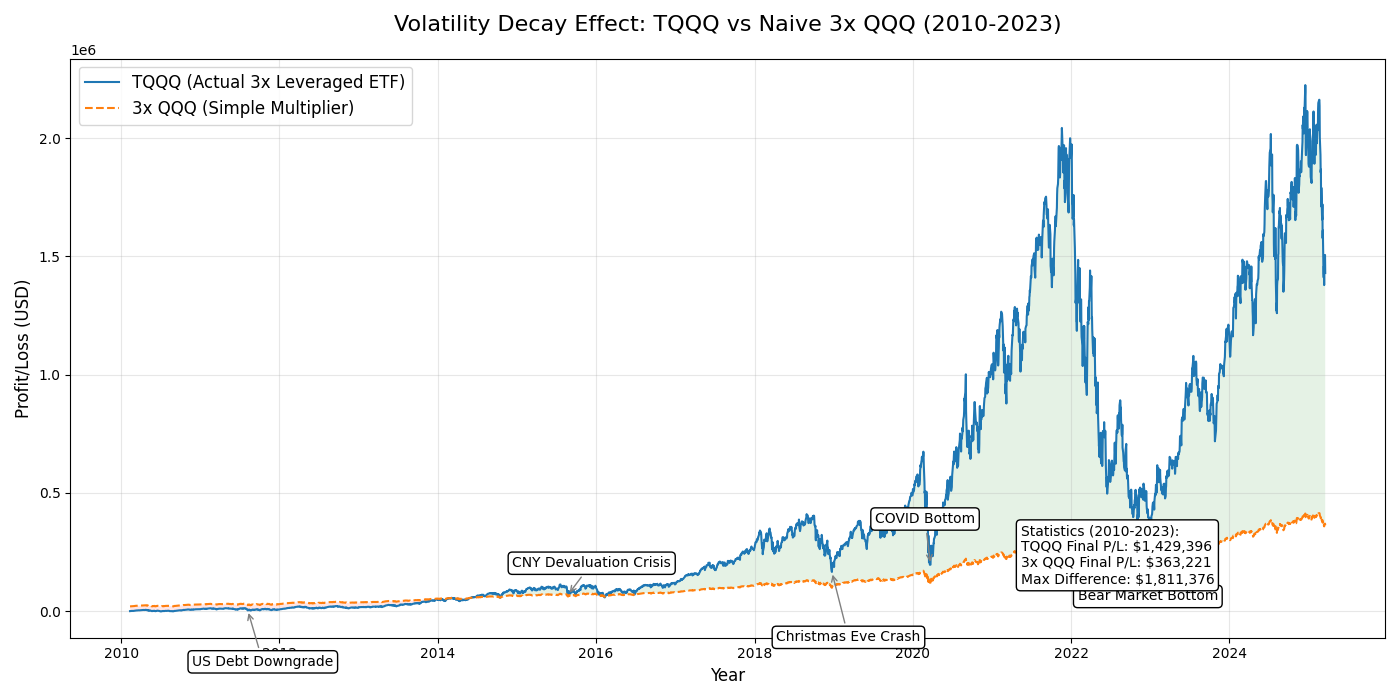 Volatility Decay Effect: TQQQ vs Naive 3x QQQ (2010-2023)
1e6
TQQQ (Actual 3x Leveraged ETF)
3x QQQ (Simple Multiplier)
2.0
1.5
1.0
0.5
0.0
Profit/Loss (USD)
COVID Bottom
CNY Devaluation Crisis
Statistics (2010-2023):
TQQQ Final P/L: $1,429,396
3x QQQ Final P/L: $363,221
Max Difference: $1,811,376
Bear Market Bottom
Christmas Eve Crash
US Debt Downgrade
2010
2012
2014
2016
2018
2020
2022
2024
Year